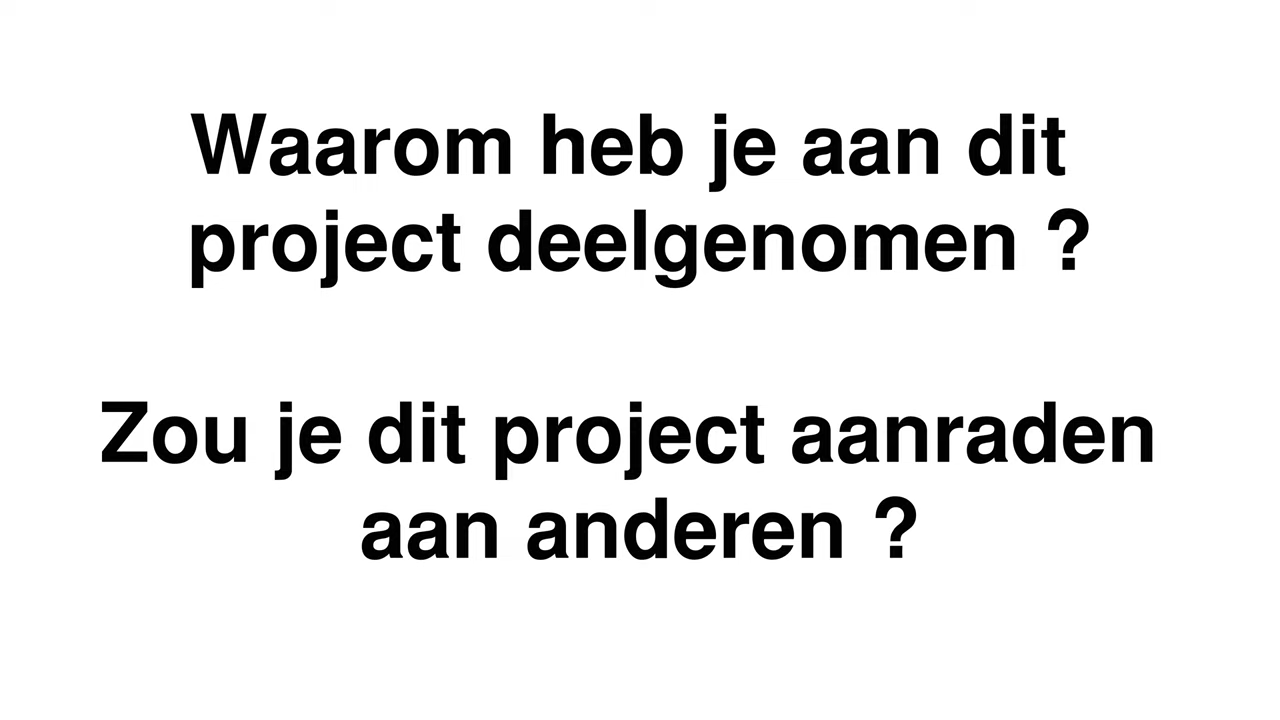 Waarom heb je aan dit
project deelgenomen ?
Zou je dit project aanraden
aan anderen ?